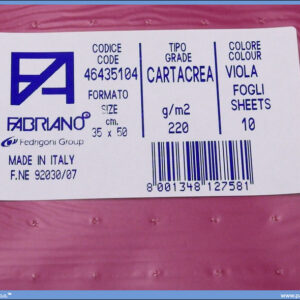 CODICE
CODE
46435104
TIPO
GRADE
CARTACREA
COLORE
COLOUR
VIOLA
FABRIANO
Fedrigoni Group
FORMATO
SIZE
cm.
35 x 50
g/m2
220
FOGLI
SHEETS
10
MADE IN ITALY
F.NE 92030/07
8 001348 127581